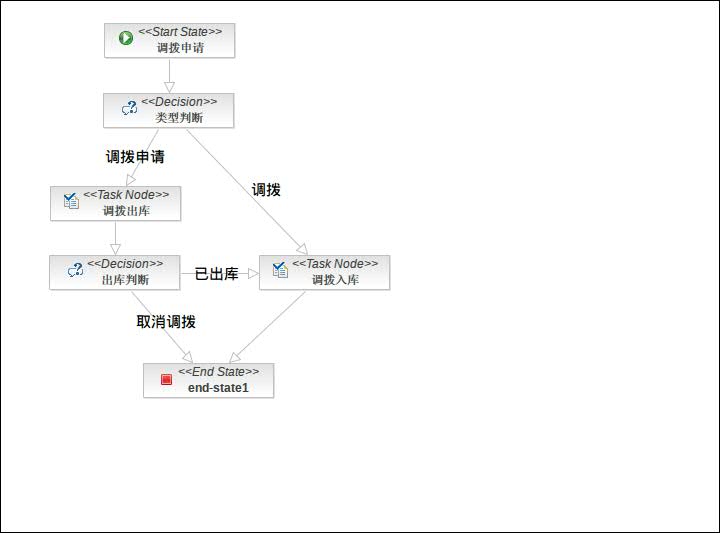 <<Start State>>
调拨申请
<<Decision>>
类型判断
调拨申请
调拨
<<Task Node>>
调拨出库
<<Decision>>
出库判断
已出库
<<Task Node>>
调拨入库
取消调拨
<<End State>>
end-state1